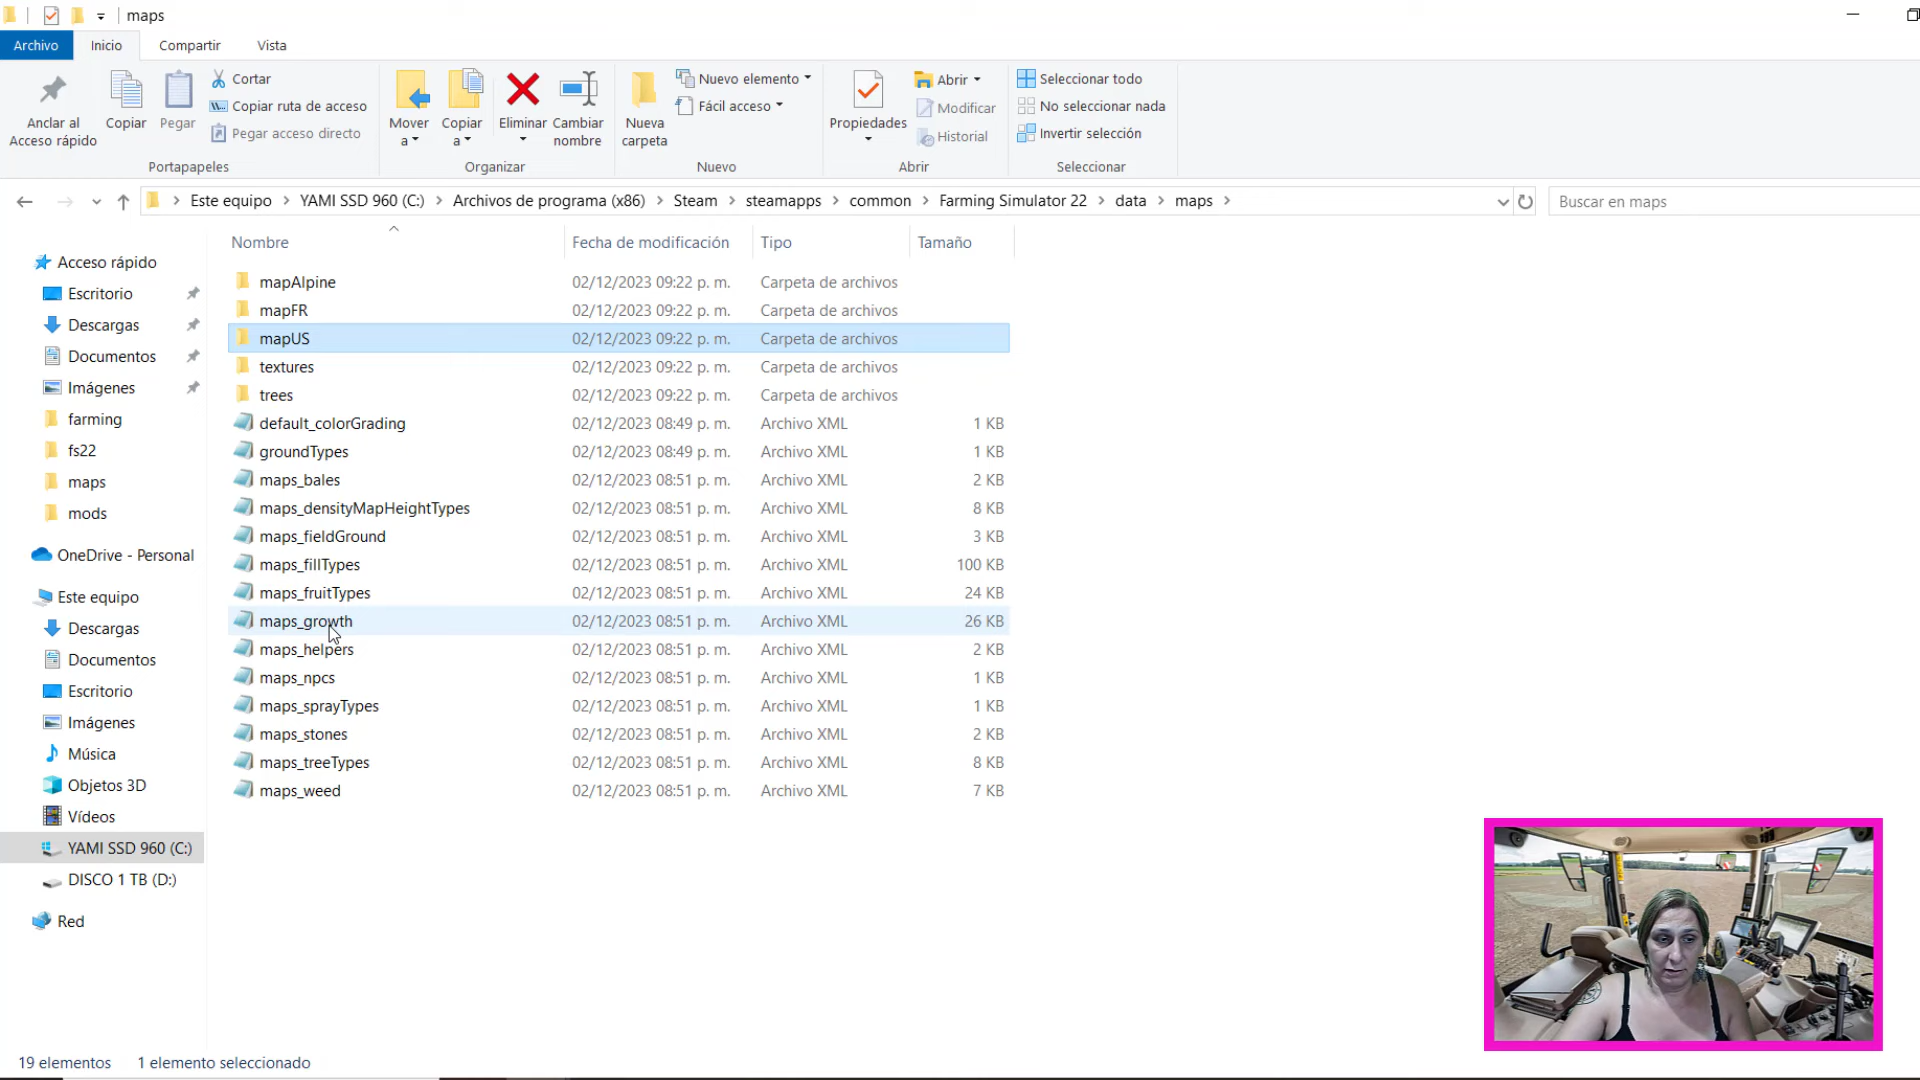 maps
Archivo Inicio Compartir Vista
Anclar al Acceso rápido
Copiar
Pegar
Cortar
Copiar ruta de acceso
Pegar acceso directo
Portapapeles
Mover a
Copiar a
Eliminar
Cambiar nombre
Organizar
Nueva carpeta
Nuevo elemento
Fácil acceso
Nuevo
Propiedades
Abrir
Modificar
Historial
Abrir
Seleccionar todo
No seleccionar nada
Invertir selección
Seleccionar
Este equipo YAMI SSD 960 (C:) Archivos de programa (x86) Steam steamapps common Farming Simulator 22 data maps
Buscar en maps
Acceso rápido
Escritorio
Descargas
Documentos
Imágenes
farming
fs22
maps
mods
OneDrive - Personal
Este equipo
Descargas
Documentos
Escritorio
Imágenes
Música
Objetos 3D
Vídeos
YAMI SSD 960 (C:)
DISCO 1 TB (D:)
Red
Nombre Fecha de modificación Tipo Tamaño
mapAlpine 02/12/2023 09:22 p. m. Carpeta de archivos
mapFR 02/12/2023 09:22 p. m. Carpeta de archivos
mapUS 02/12/2023 09:22 p. m. Carpeta de archivos
textures 02/12/2023 09:22 p. m. Carpeta de archivos
trees 02/12/2023 09:22 p. m. Carpeta de archivos
default_colorGrading 02/12/2023 08:49 p. m. Archivo XML 1 KB
groundTypes 02/12/2023 08:49 p. m. Archivo XML 1 KB
maps_bales 02/12/2023 08:51 p. m. Archivo XML 2 KB
maps_densityMapHeightTypes 02/12/2023 08:51 p. m. Archivo XML 8 KB
maps_fieldGround 02/12/2023 08:51 p. m. Archivo XML 3 KB
maps_fillTypes 02/12/2023 08:51 p. m. Archivo XML 100 KB
maps_fruitTypes 02/12/2023 08:51 p. m. Archivo XML 24 KB
maps_growth 02/12/2023 08:51 p. m. Archivo XML 26 KB
maps_helpers 02/12/2023 08:51 p. m. Archivo XML 2 KB
maps_npcs 02/12/2023 08:51 p. m. Archivo XML 1 KB
maps_sprayTypes 02/12/2023 08:51 p. m. Archivo XML 1 KB
maps_stones 02/12/2023 08:51 p. m. Archivo XML 2 KB
maps_treeTypes 02/12/2023 08:51 p. m. Archivo XML 8 KB
maps_weed 02/12/2023 08:51 p. m. Archivo XML 7 KB
19 elementos 1 elemento seleccionado